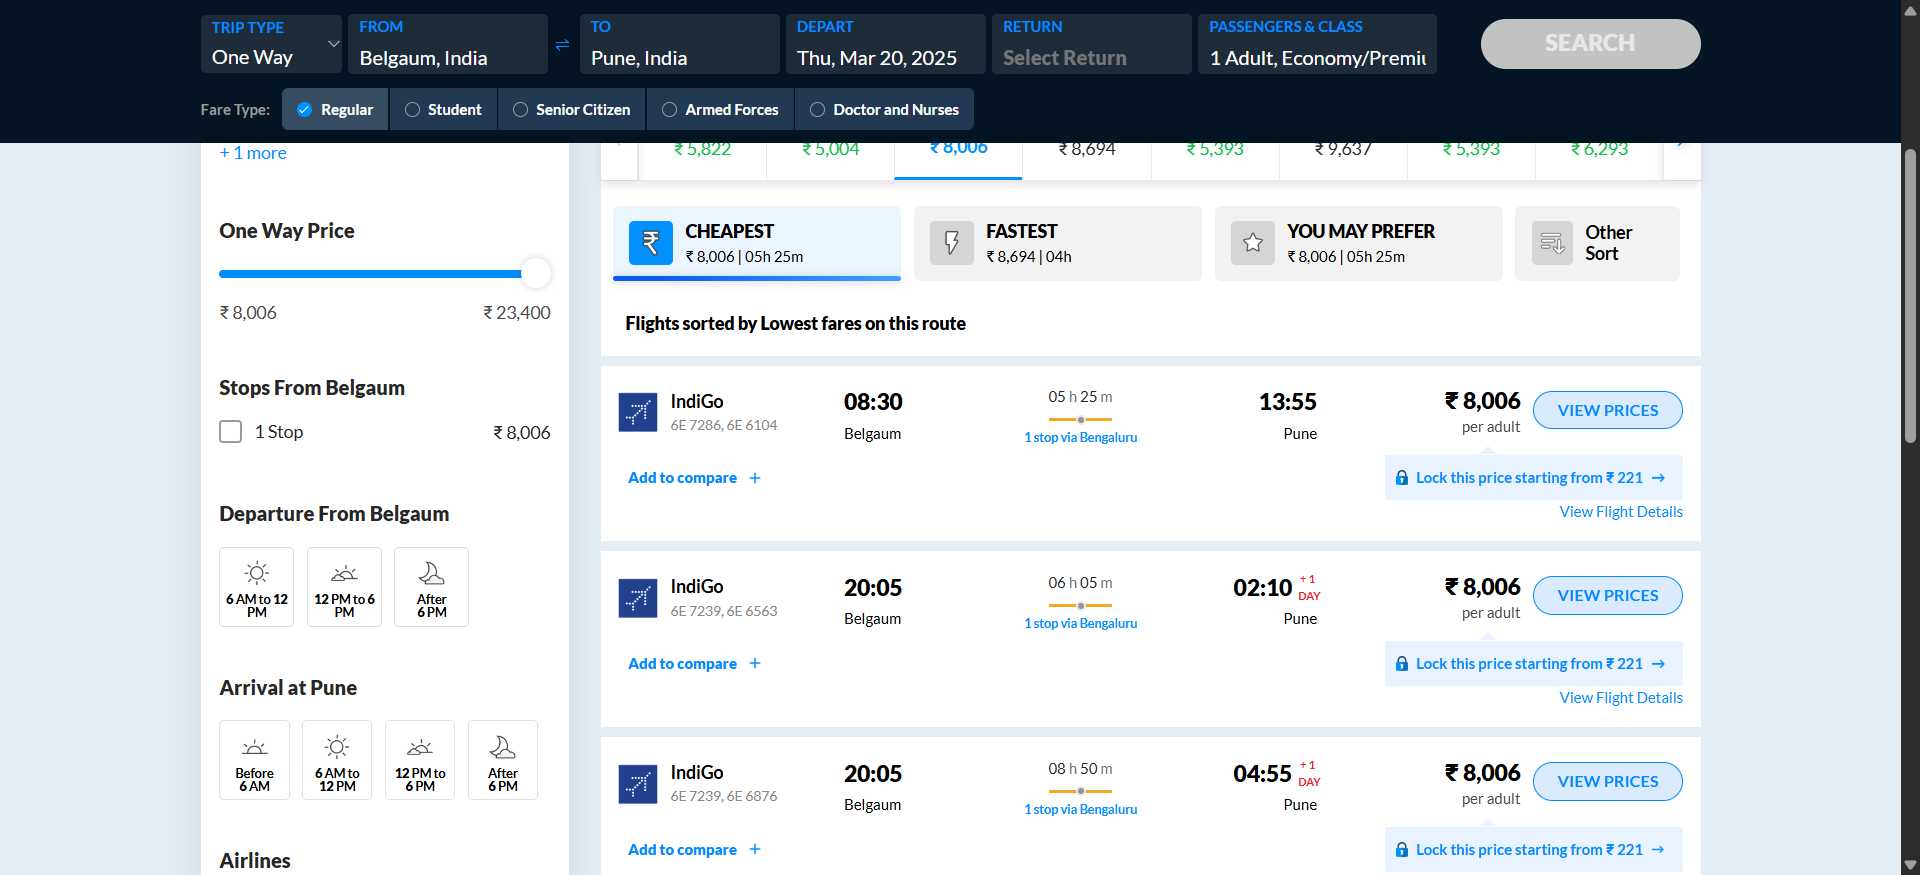 TRIP TYPE
One Way
FROM
Belgaum, India
TO
Pune, India
DEPART
Thu, Mar 20, 2025
RETURN
Select Return
PASSENGERS & CLASS
1 Adult, Economy/Premiu
SEARCH
Fare Type:
Regular
Student
Senior Citizen
Armed Forces
Doctor and Nurses
+ 1 more
One Way Price
₹ 8,006
₹ 23,400
Stops From Belgaum
1 Stop
₹ 8,006
Departure From Belgaum
6 AM to 12
PM
12 PM to 6
PM
After
6 PM
Arrival at Pune
Before
6 AM
6 AM to
12 PM
12 PM to
6 PM
After
6 PM
Airlines
₹ 5,822
₹ 5,004
₹ 8,006
₹ 8,694
₹ 5,393
₹ 9,637
₹ 5,393
₹ 6,293
CHEAPEST
₹ 8,006 | 05h 25m
FASTEST
₹ 8,694 | 04h
YOU MAY PREFER
₹ 8,006 | 05h 25m
Other
Sort
Flights sorted by Lowest fares on this route
IndiGo
6E 7286, 6E 6104
08:30
Belgaum
05 h 25 m
1 stop via Bengaluru
13:55
Pune
₹ 8,006
per adult
VIEW PRICES
Add to compare +
Lock this price starting from ₹ 221 →
View Flight Details
IndiGo
6E 7239, 6E 6563
20:05
Belgaum
06 h 05 m
1 stop via Bengaluru
02:10
+ 1
DAY
Pune
₹ 8,006
per adult
VIEW PRICES
Add to compare +
Lock this price starting from ₹ 221 →
View Flight Details
IndiGo
6E 7239, 6E 6876
20:05
Belgaum
08 h 50 m
1 stop via Bengaluru
04:55
+ 1
DAY
Pune
₹ 8,006
per adult
VIEW PRICES
Add to compare +
Lock this price starting from ₹ 221 →